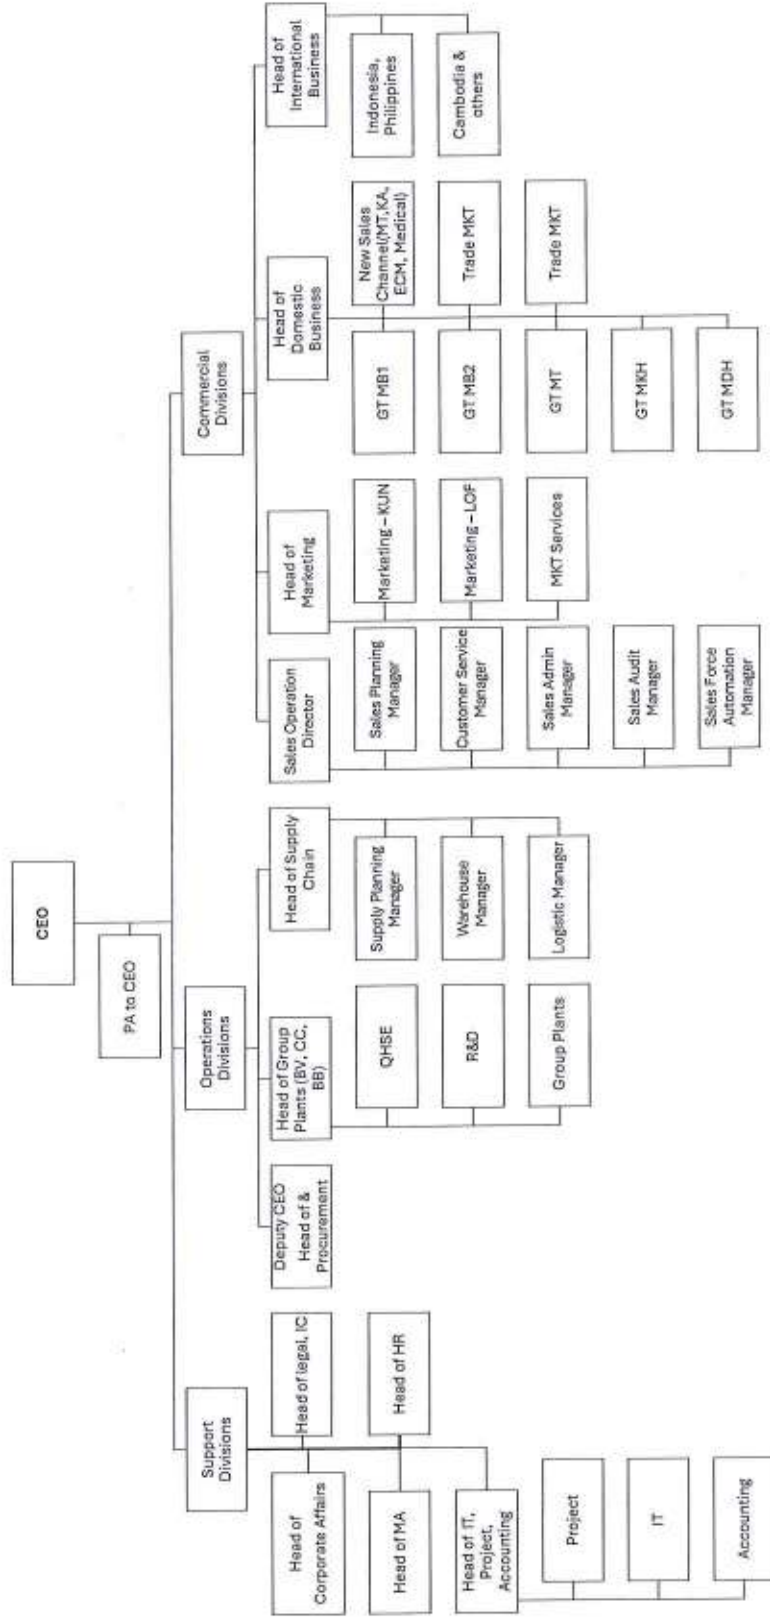 CEO
PA to CEO
Support
Divisions
Operations
Divisions
Commercial
Divisions
Head of
Corporate Affairs
Head of legal, IC
Head of MA
Head of HR
Head of IT,
Project,
Accounting
Project
IT
Accounting
Deputy CEO
Head of &
Procurement
Head of Group
Plants (BV, CC,
BB)
QHSE
R&D
Group Plants
Head of Supply
Chain
Supply Planning
Manager
Warehouse
Manager
Logistic Manager
Sales Operation
Director
Sales Planning
Manager
Customer Service
Manager
Sales Admin
Manager
Sales Audit
Manager
Sales Force
Automation
Manager
Head of
Marketing
Marketing – KUN
Marketing – LOF
MKT Services
Head of
Domestic
Business
GT MB1
GT MB2
GT MT
GT MKH
GT MDH
New Sales
Channel(MT,KA,
ECM, Medical)
Trade MKT
Trade MKT
Head of
International
Business
Indonesia,
Philippines
Cambodia &
others